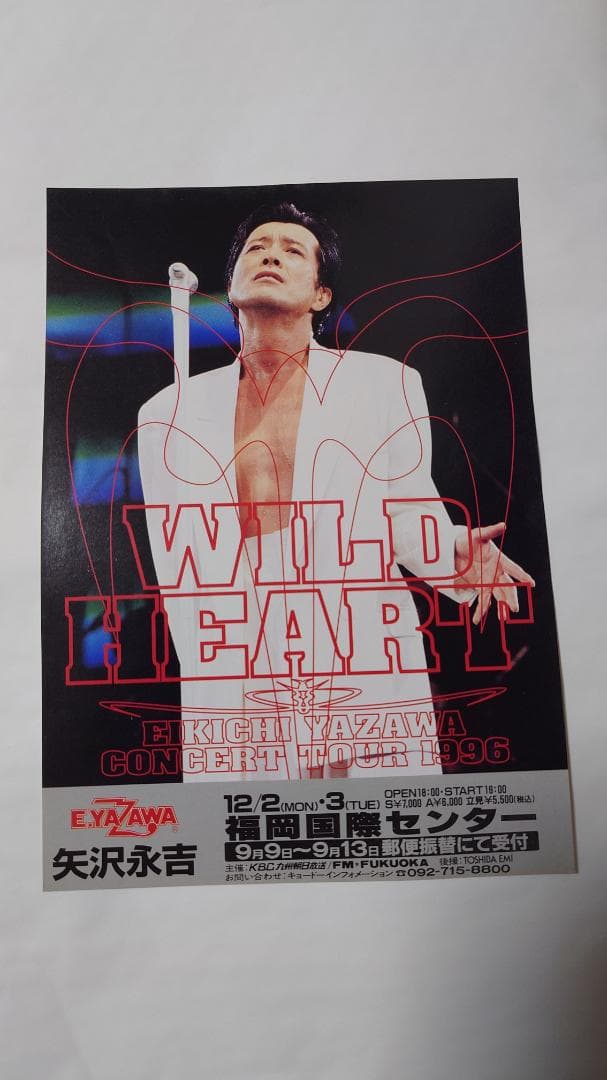 WILD
HEART
EIKICHI YAZAWA
CONCERT TOUR 1996
E.YAZAWA®
矢沢永吉
12/2(MON)・3(TUE)
OPEN18:00・START19:00
S¥7,000 A¥6,000 立見¥5,500(税込)
福岡国際センター
9月9日〜9月13日郵便振替にて受付
主催:KBC九州朝日放送/FM・FUKUOKA 後援:TOSHIBA EMI
お問い合わせ:キョードーインフォメーション☎092-715-8800